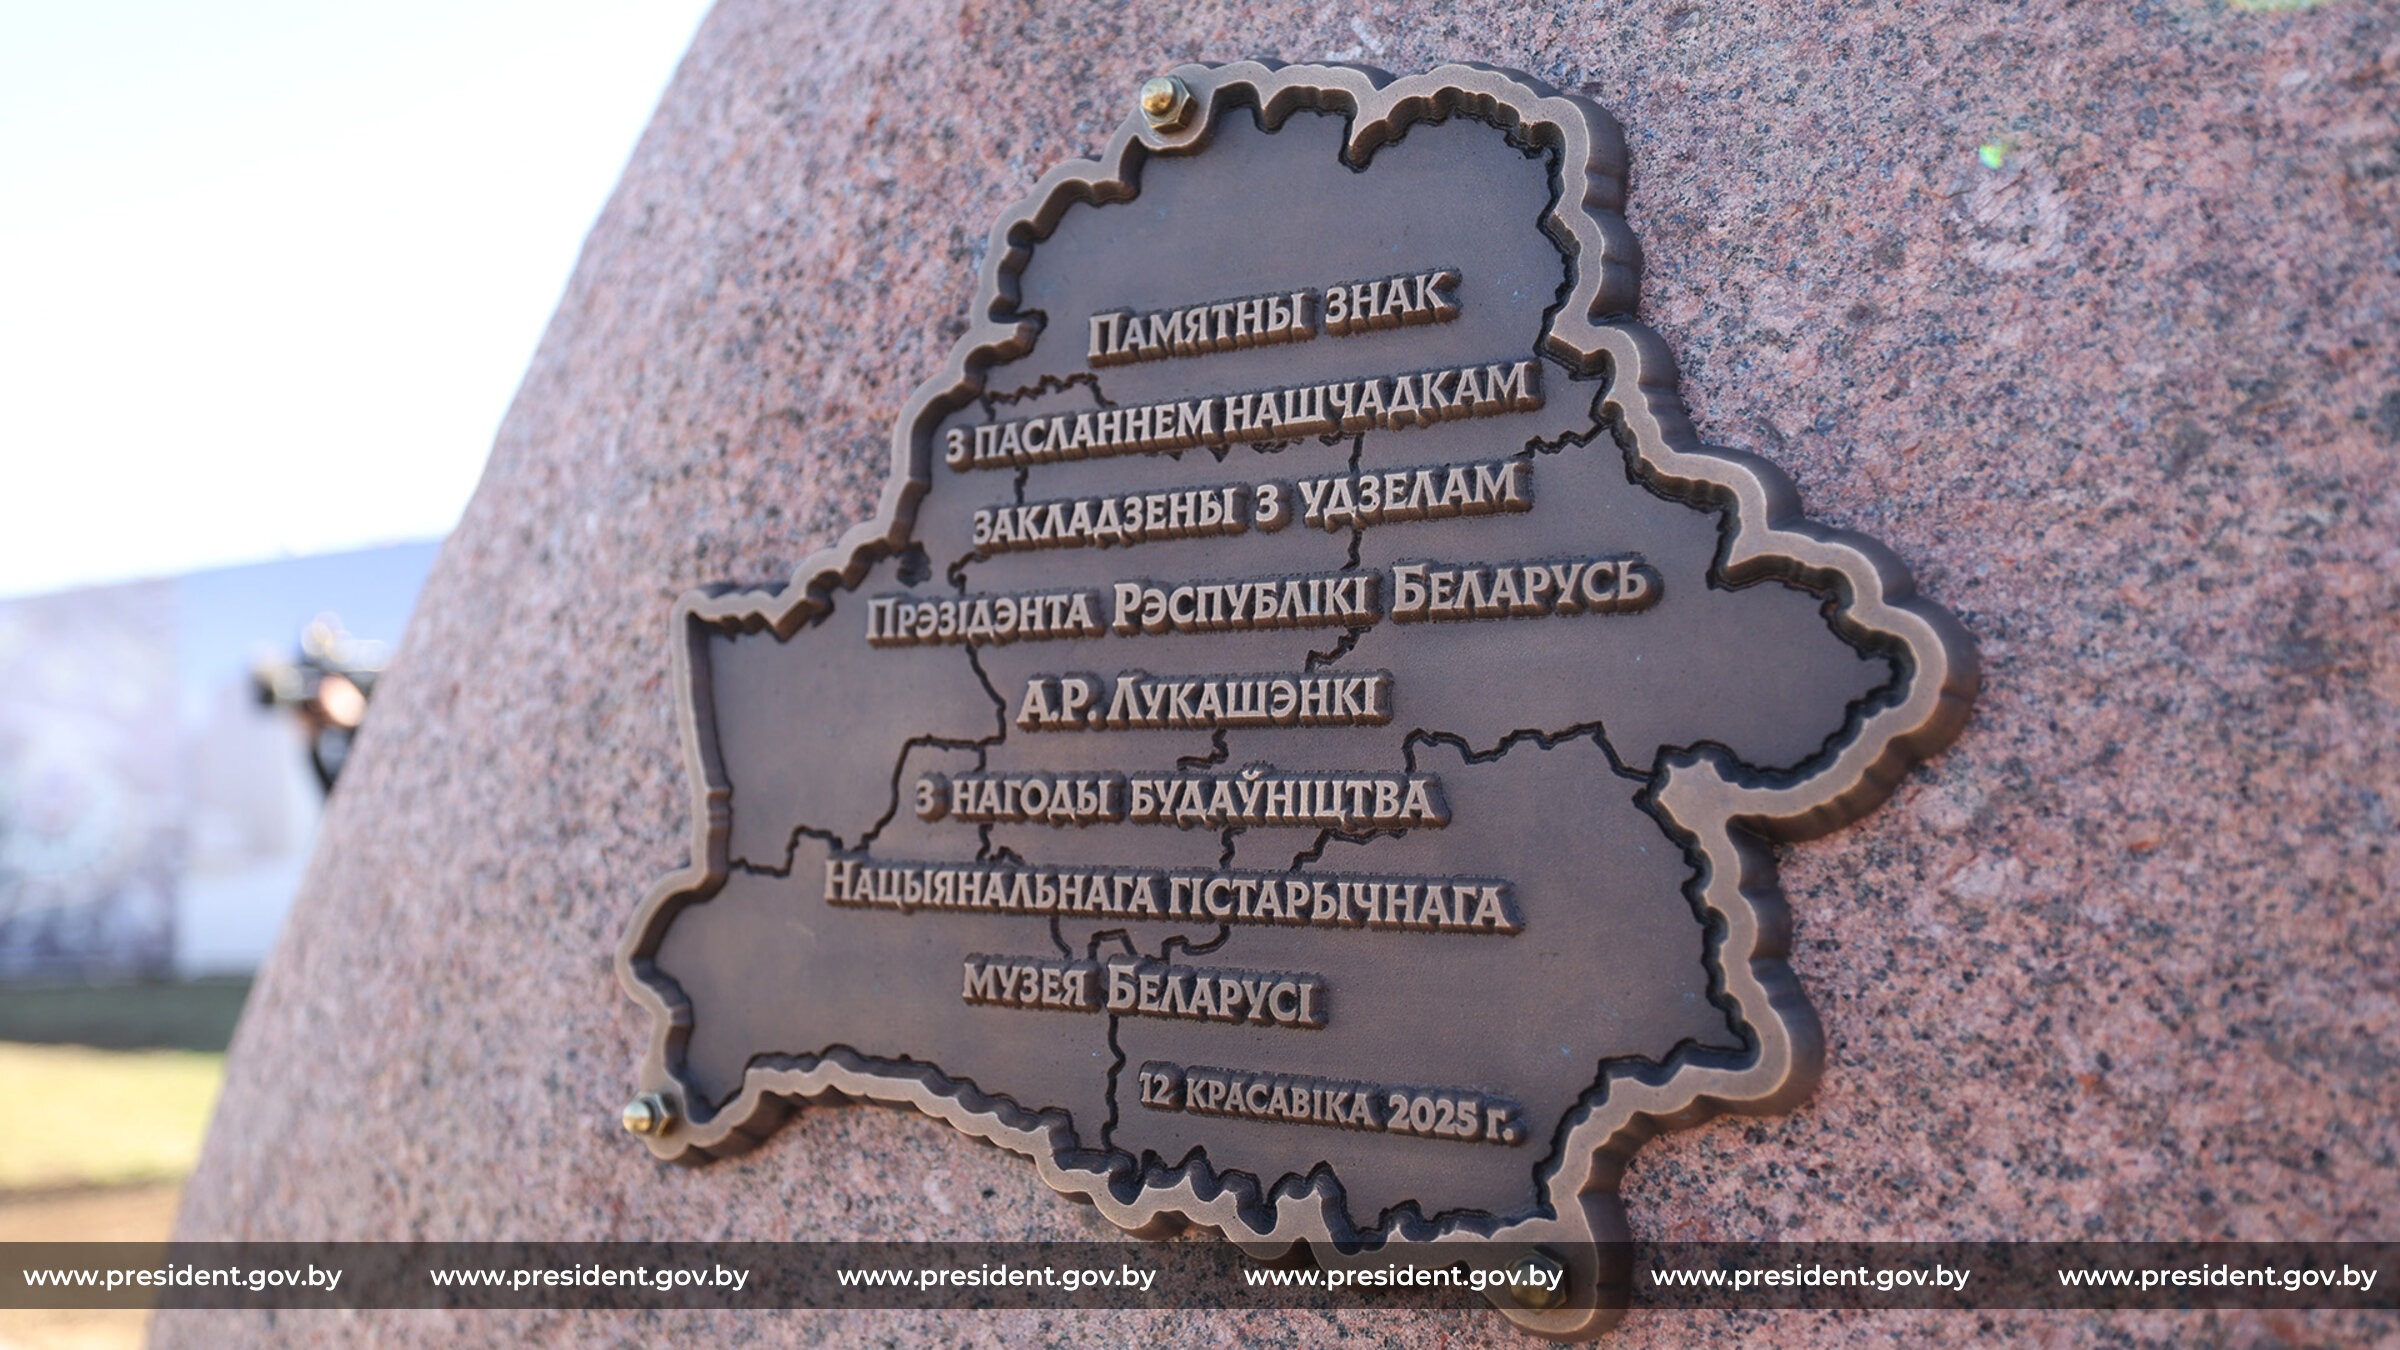 Памятны знак
з пасланнем нашчадкам
закладзены з удзелам
Прэзідэнта Рэспублікі Беларусь
А.Р. Лукашэнкі
з нагоды будаўніцтва
Нацыянальнага гістарычнага
музея Беларусі
12 красавіка 2025 г.
www.president.gov.by www.president.gov.by www.president.gov.by www.president.gov.by www.president.gov.by www.president.gov.by